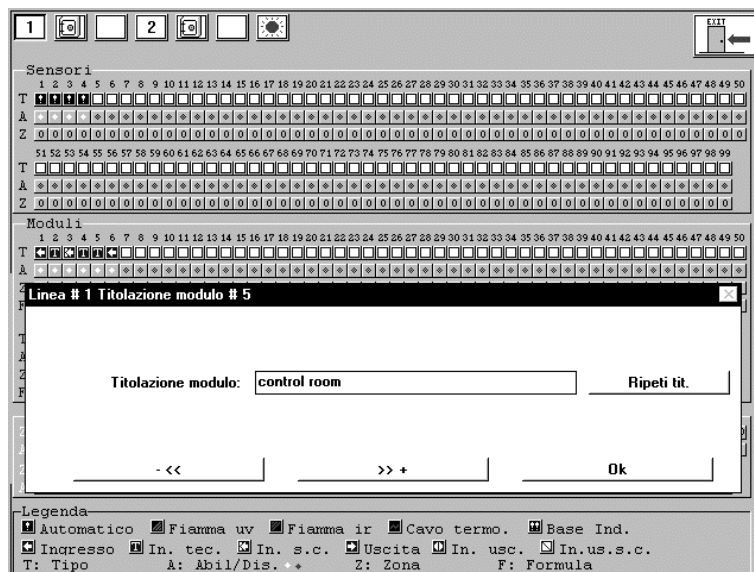 1 2
EXIT
Sensori
1 2 3 4 5 6 7 8 9 10 11 12 13 14 15 16 17 18 19 20 21 22 23 24 25 26 27 28 29 30 31 32 33 34 35 36 37 38 39 40 41 42 43 44 45 46 47 48 49 50
T
A
Z 0 0 0 0 0 0 0 0 0 0 0 0 0 0 0 0 0 0 0 0 0 0 0 0 0 0 0 0 0 0 0 0 0 0 0 0 0 0 0 0 0 0 0 0 0 0 0 0 0 0
51 52 53 54 55 56 57 58 59 60 61 62 63 64 65 66 67 68 69 70 71 72 73 74 75 76 77 78 79 80 81 82 83 84 85 86 87 88 89 90 91 92 93 94 95 96 97 98 99
T
A
Z 0 0 0 0 0 0 0 0 0 0 0 0 0 0 0 0 0 0 0 0 0 0 0 0 0 0 0 0 0 0 0 0 0 0 0 0 0 0 0 0 0 0 0 0 0 0 0 0 0
Moduli
1 2 3 4 5 6 7 8 9 10 11 12 13 14 15 16 17 18 19 20 21 22 23 24 25 26 27 28 29 30 31 32 33 34 35 36 37 38 39 40 41 42 43 44 45 46 47 48 49 50
T
A
Linea # 1 Titolazione modulo # 5
Titolazione modulo: control room Ripeti tit.
- << >> + Ok
Legenda
Automatico Fiamma uv Fiamma ir Cavo termo. Base Ind.
Ingresso In. tec. In. s.c. Uscita In. usc. In.us.s.c.
T: Tipo A: Abil/Dis. Z: Zona F: Formula